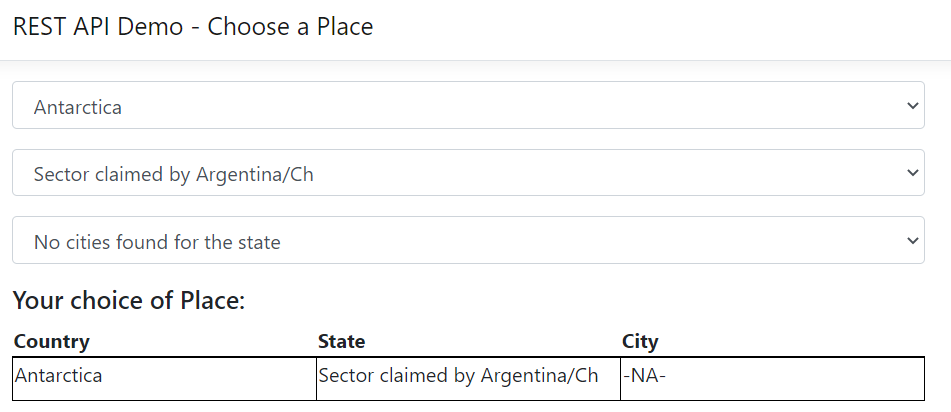 REST API Demo - Choose a Place
Antarctica
Sector claimed by Argentina/Ch
No cities found for the state
Your choice of Place:
Country State City
Antarctica Sector claimed by Argentina/Ch -NA-